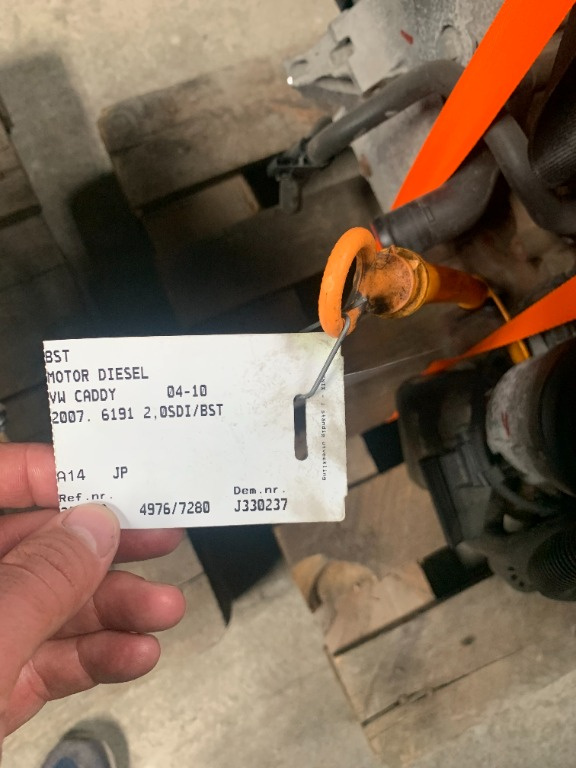 BST
MOTOR DIESEL
VW CADDY 04-10
2007. 6191 2,0SDI/BST
A14 JP
Ref.nr. Dem.nr.
4976/7280 J330237